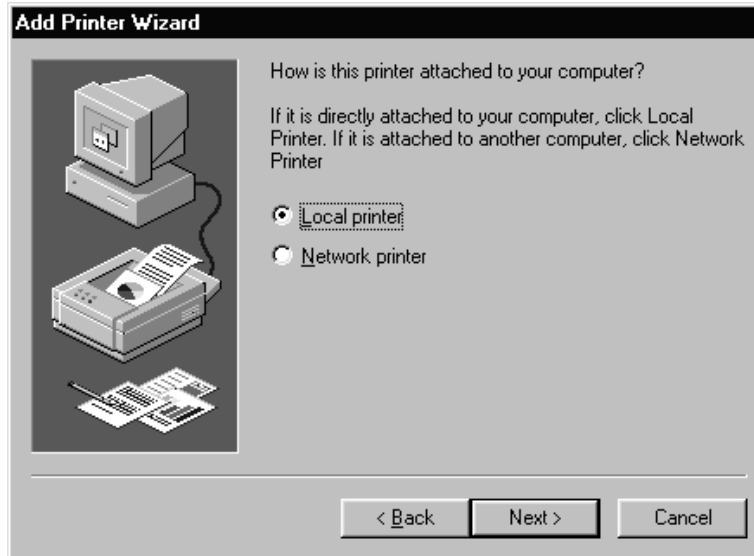 Add Printer Wizard
How is this printer attached to your computer?
If it is directly attached to your computer, click Local
Printer. If it is attached to another computer, click Network
Printer
Local printer
Network printer
< Back Next > Cancel